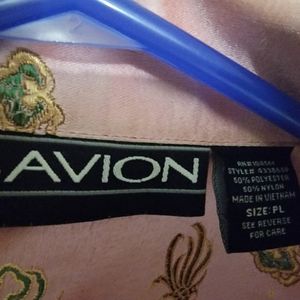 AVION
50% POLYESTER
50% NYLON
MADE IN VIETNAM
SIZE: PL
SEE REVERSE
FOR CARE